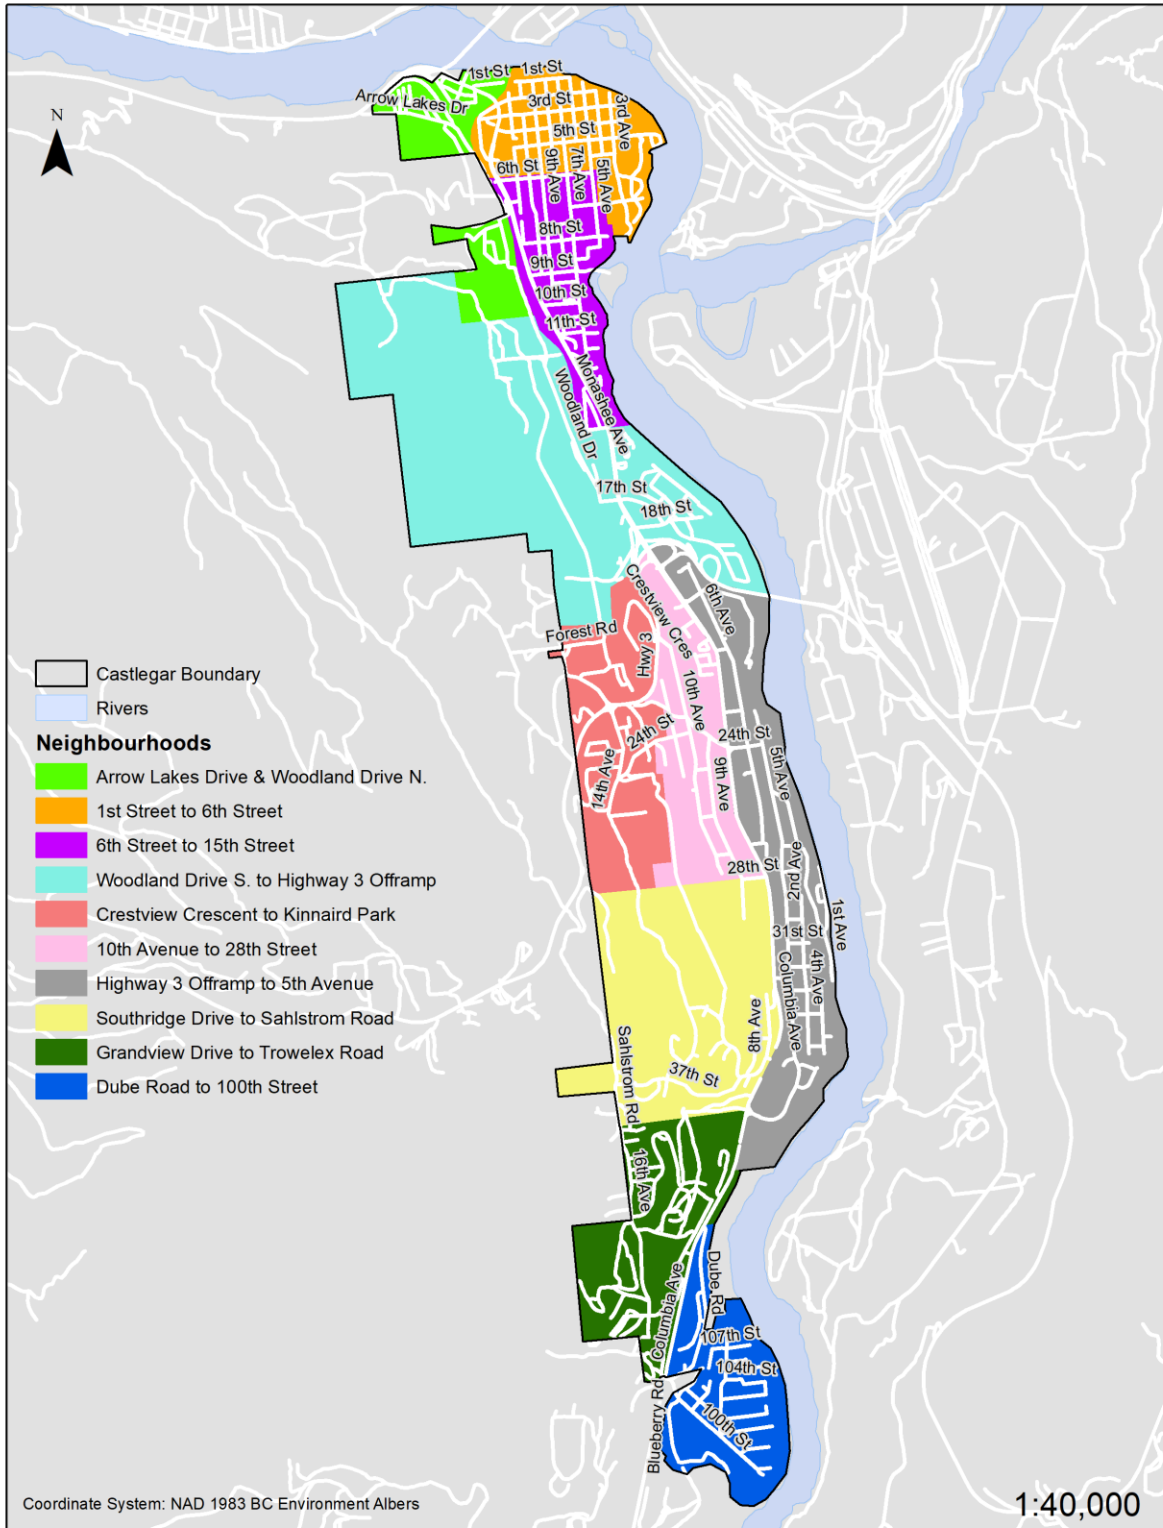 N
1st St
1st St
Arrow Lakes Dr
3rd St
3rd Ave
5th St
6th St
9th Ave
7th Ave
5th Ave
8th St
9th St
10th St
11th St
Monashee Ave
Woodland Dr
17th St
18th St
Crestview Cres
6th Ave
Forest Rd
Hwy 3
10th Ave
24th St
24th St
5th Ave
14th Ave
9th Ave
28th St
2nd Ave
1st Ave
31st St
4th Ave
Columbia Ave
8th Ave
Sahlstrom Rd
37th St
16th Ave
Columbia Ave
Dube Rd
107th St
104th St
Blueberry Rd
100th St
Castlegar Boundary
Rivers
Neighbourhoods
Arrow Lakes Drive & Woodland Drive N.
1st Street to 6th Street
6th Street to 15th Street
Woodland Drive S. to Highway 3 Offramp
Crestview Crescent to Kinnaird Park
10th Avenue to 28th Street
Highway 3 Offramp to 5th Avenue
Southridge Drive to Sahlstrom Road
Grandview Drive to Trowelex Road
Dube Road to 100th Street
Coordinate System: NAD 1983 BC Environment Albers
1:40,000